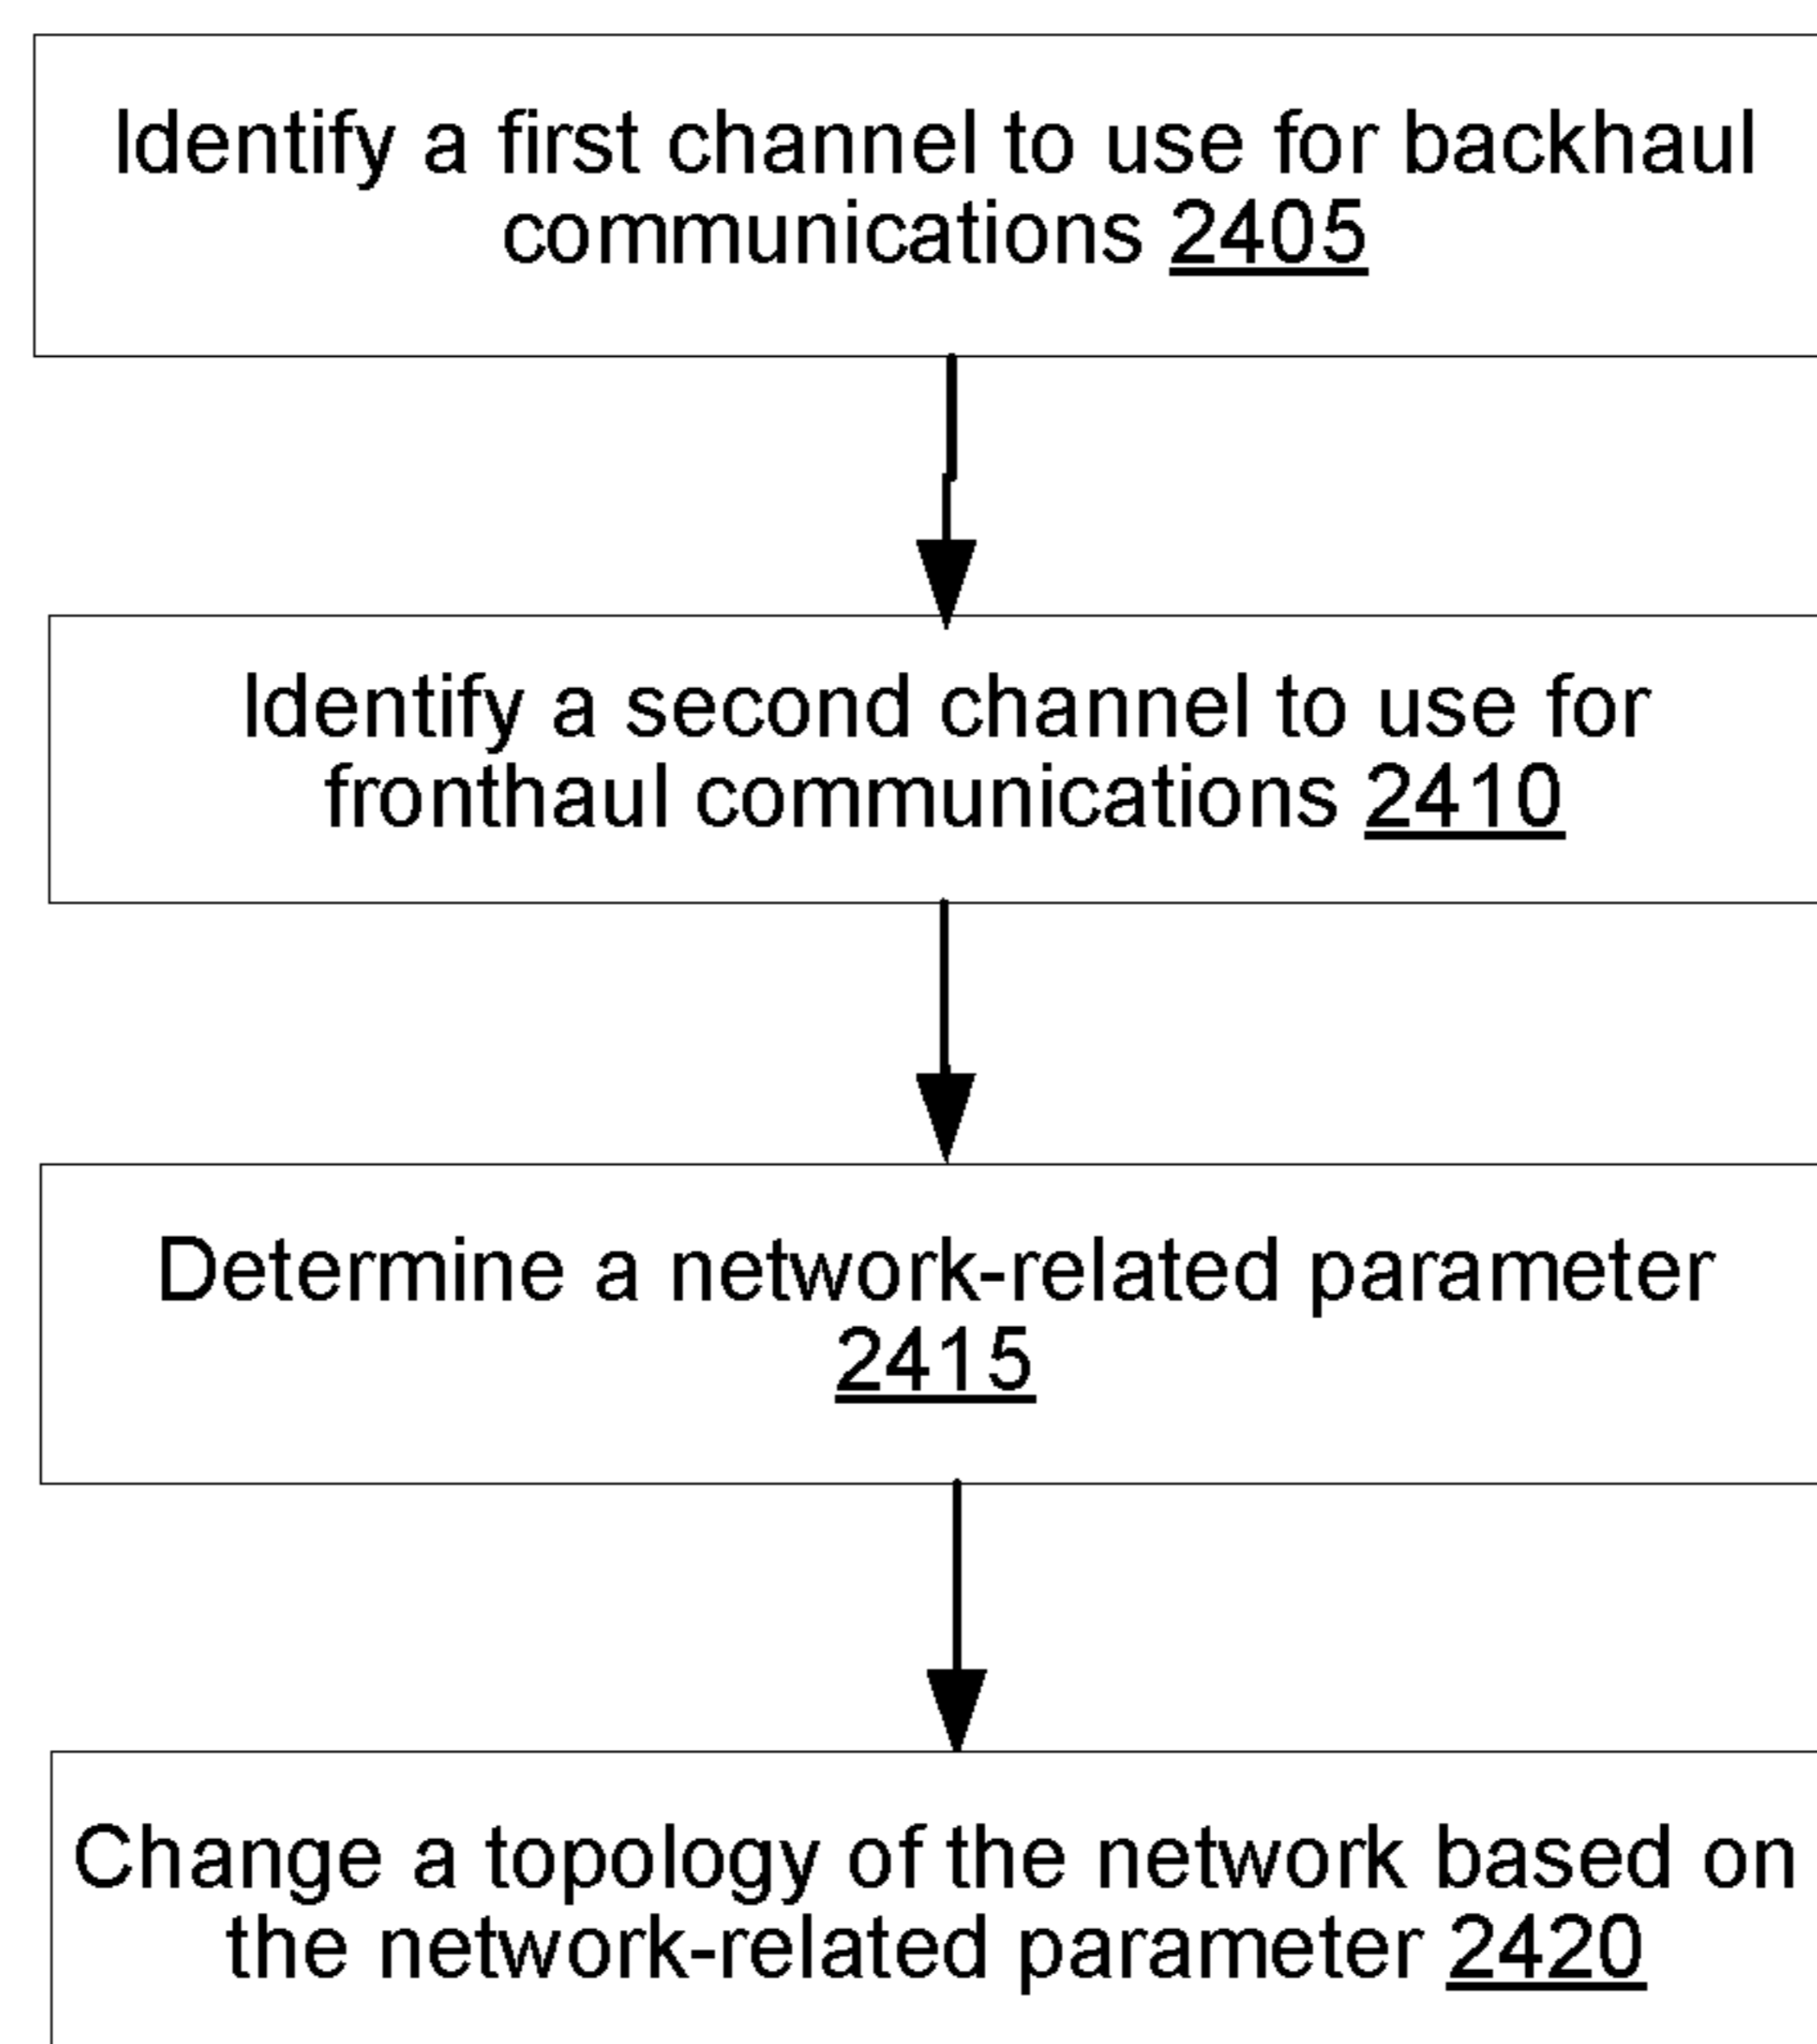 Identify a first channel to use for backhaul
communications 2405
Identify a second channel to use for
fronthaul communications 2410
Determine a network-related parameter
2415
Change a topology of the network based on
the network-related parameter 2420